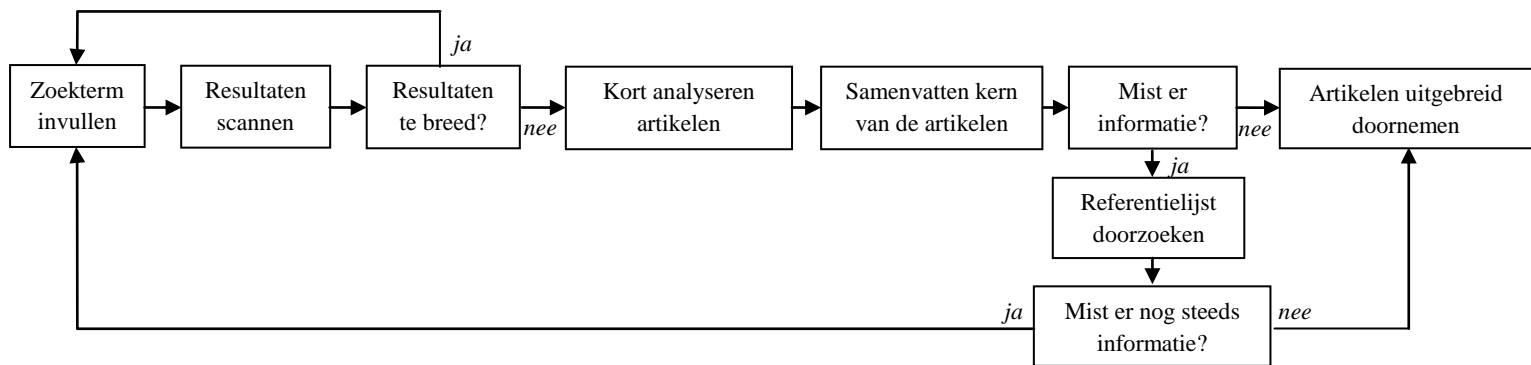 ja
Zoekterm
invullen
Resultaten
scannen
Resultaten
te breed?
nee
Kort analyseren
artikelen
Samenvatten kern
van de artikelen
Mist er
informatie?
nee
Artikelen uitgebreid
doornemen
ja
Referentielijst
doorzoeken
ja
Mist er nog steeds
informatie?
nee